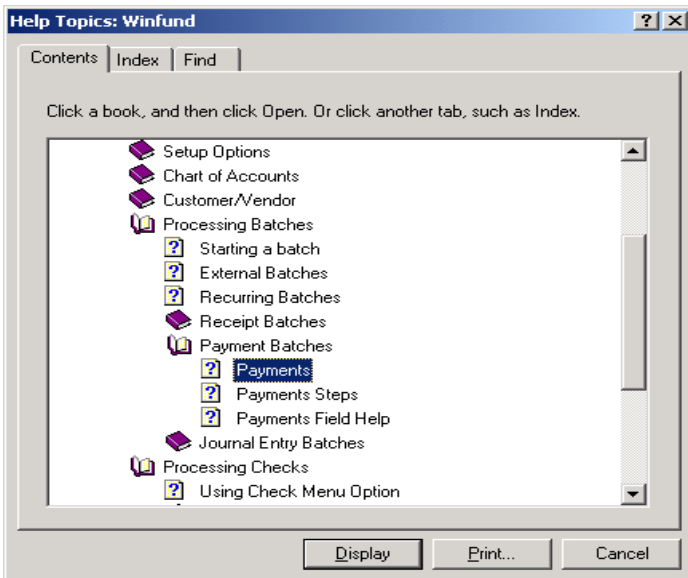 Help Topics: Winfund
Contents Index Find
Click a book, and then click Open. Or click another tab, such as Index.
Setup Options
Chart of Accounts
Customer/Vendor
Processing Batches
? Starting a batch
? External Batches
? Recurring Batches
Receipt Batches
Payment Batches
? Payments
? Payments Steps
? Payments Field Help
Journal Entry Batches
Processing Checks
? Using Check Menu Option
Display Print... Cancel